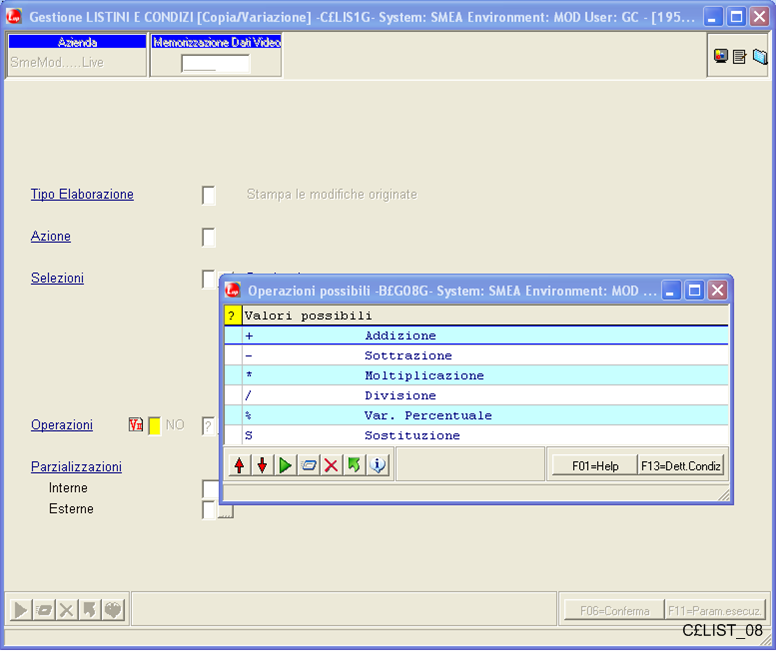 Gestione LISTINI E CONDIZI [Copia/Variazione] -C£LIS1G- System: SMEA Environment: MOD User: GC - [195...
Azienda
Memorizzazione Dati Video
SmeMod.....Live
Tipo Elaborazione
Stampa le modifiche originate
Azione
Selezioni
Operazioni possibili -B£G08G- System: SMEA Environment: MOD ...
? Valori possibili
+ Addizione
- Sottrazione
* Moltiplicazione
/ Divisione
% Var. Percentuale
S Sostituzione
Operazioni
NO
?
Parzializzazioni
Interne
Esterne
...
F01=Help
F13=Dett.Condiz
F06=Conferma
F11=Param.esecuz.
C£LIST_08